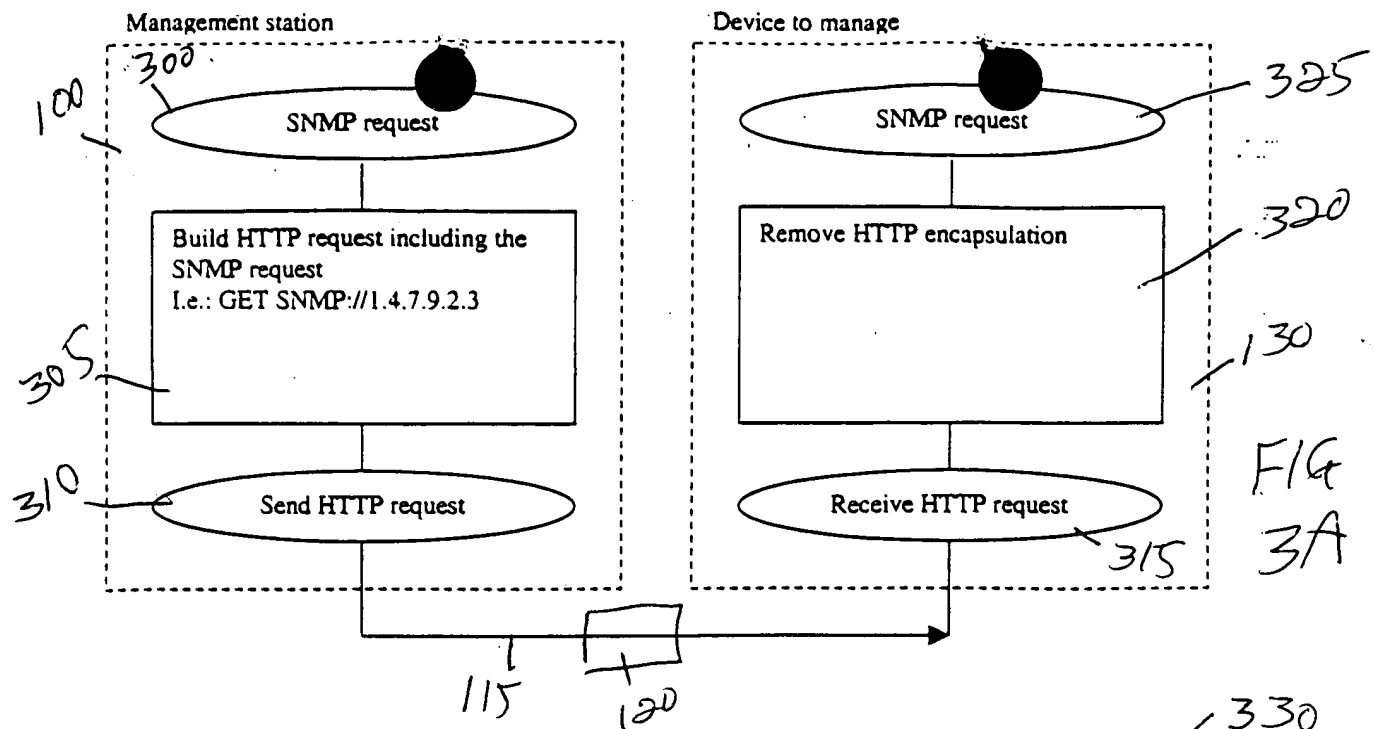 Management station
Device to manage
300
100
SNMP request
SNMP request
325
Build HTTP request including the
SNMP request
I.e.: GET SNMP://1.4.7.9.2.3
Remove HTTP encapsulation
320
305
130
310
Send HTTP request
Receive HTTP request
315
FIG
3A
115
120
330